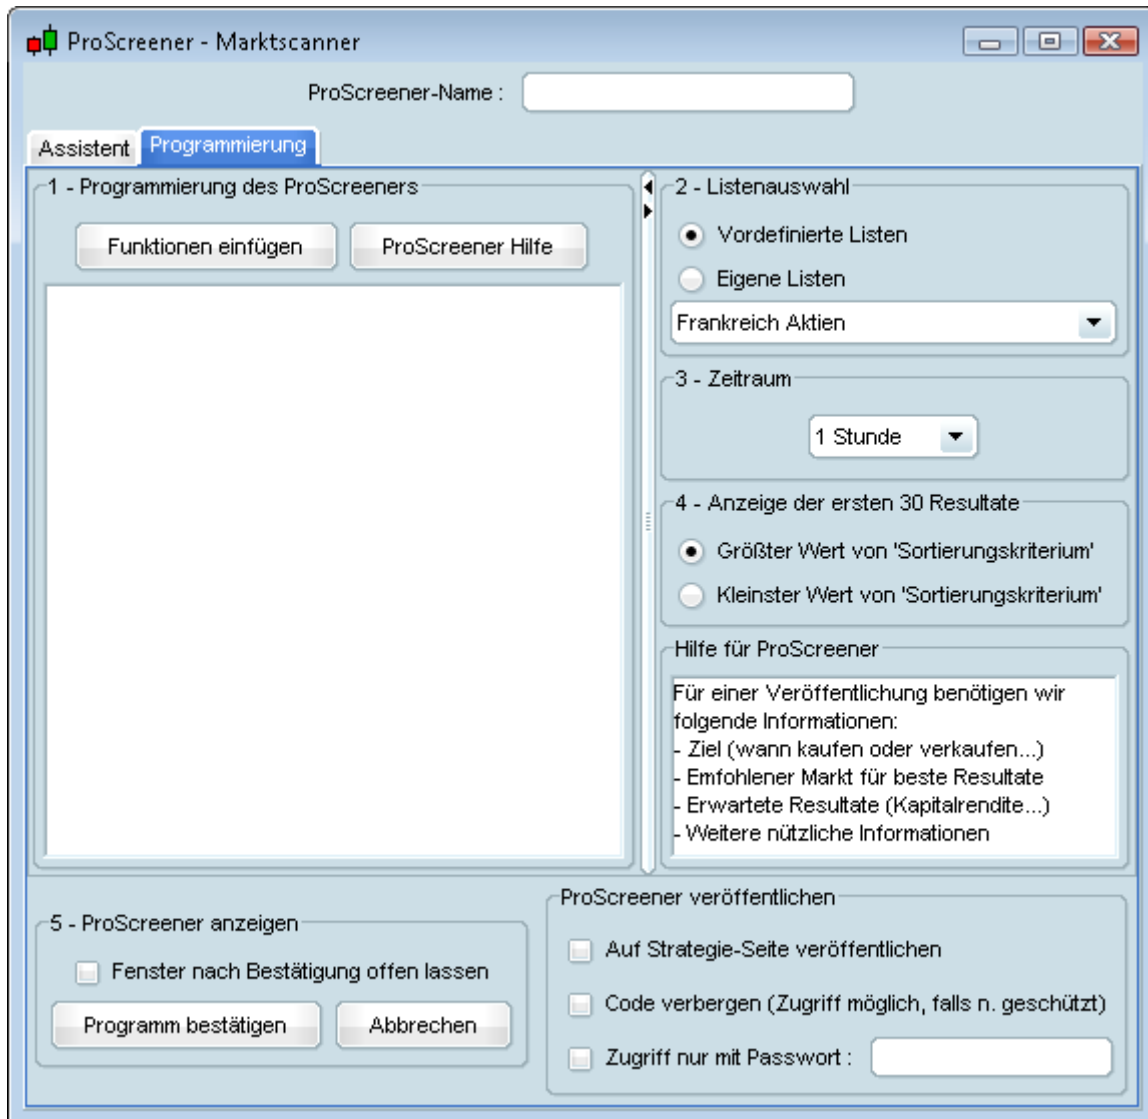 ProScreener - Marktscanner
ProScreener-Name :
Assistent Programmierung
1 - Programmierung des ProScreeners
Funktionen einfügen ProScreener Hilfe
2 - Listenauswahl
Vordefinierte Listen
Eigene Listen
Frankreich Aktien
3 - Zeitraum
1 Stunde
4 - Anzeige der ersten 30 Resultate
Größter Wert von 'Sortierungskriterium'
Kleinster Wert von 'Sortierungskriterium'
Hilfe für ProScreener
Für einer Veröffentlichung benötigen wir
folgende Informationen:
- Ziel (wann kaufen oder verkaufen...)
- Emfohlener Markt für beste Resultate
- Erwartete Resultate (Kapitalrendite...)
- Weitere nützliche Informationen
5 - ProScreener anzeigen
Fenster nach Bestätigung offen lassen
Programm bestätigen Abbrechen
ProScreener veröffentlichen
Auf Strategie-Seite veröffentlichen
Code verbergen (Zugriff möglich, falls n. geschützt)
Zugriff nur mit Passwort :